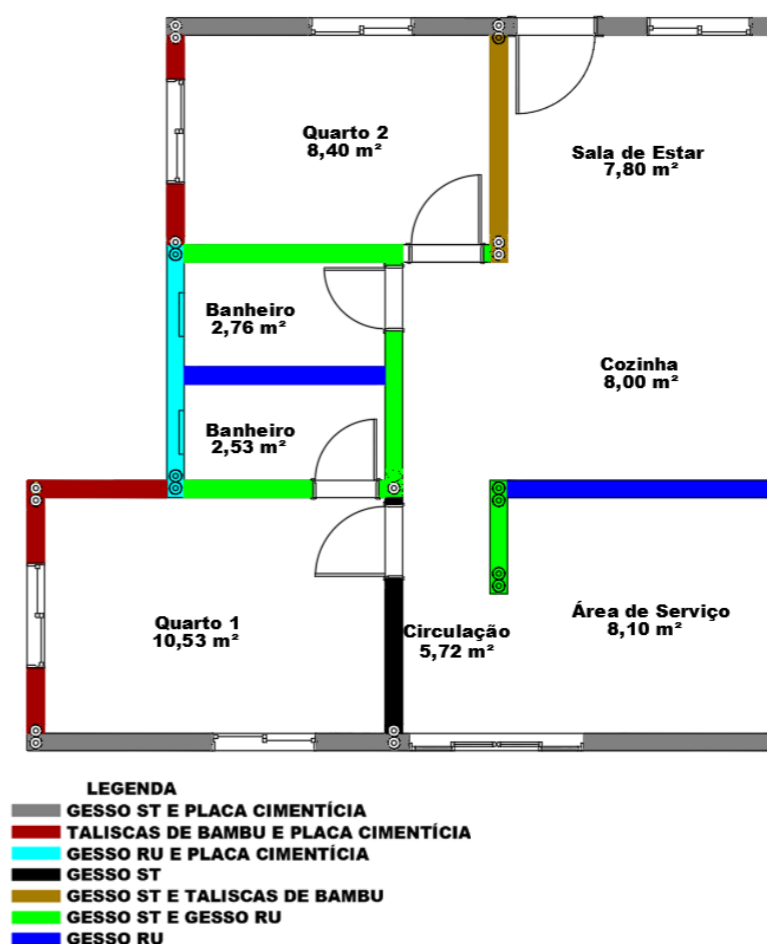 Quarto 2
8,40 m²
Sala de Estar
7,80 m²
Banheiro
2,76 m²
Cozinha
8,00 m²
Banheiro
2,53 m²
Quarto 1
10,53 m²
Circulação
5,72 m²
Área de Serviço
8,10 m²
LEGENDA
GESSO ST E PLACA CIMENTÍCIA
TALISCAS DE BAMBU E PLACA CIMENTÍCIA
GESSO RU E PLACA CIMENTÍCIA
GESSO ST
GESSO ST E TALISCAS DE BAMBU
GESSO ST E GESSO RU
GESSO RU